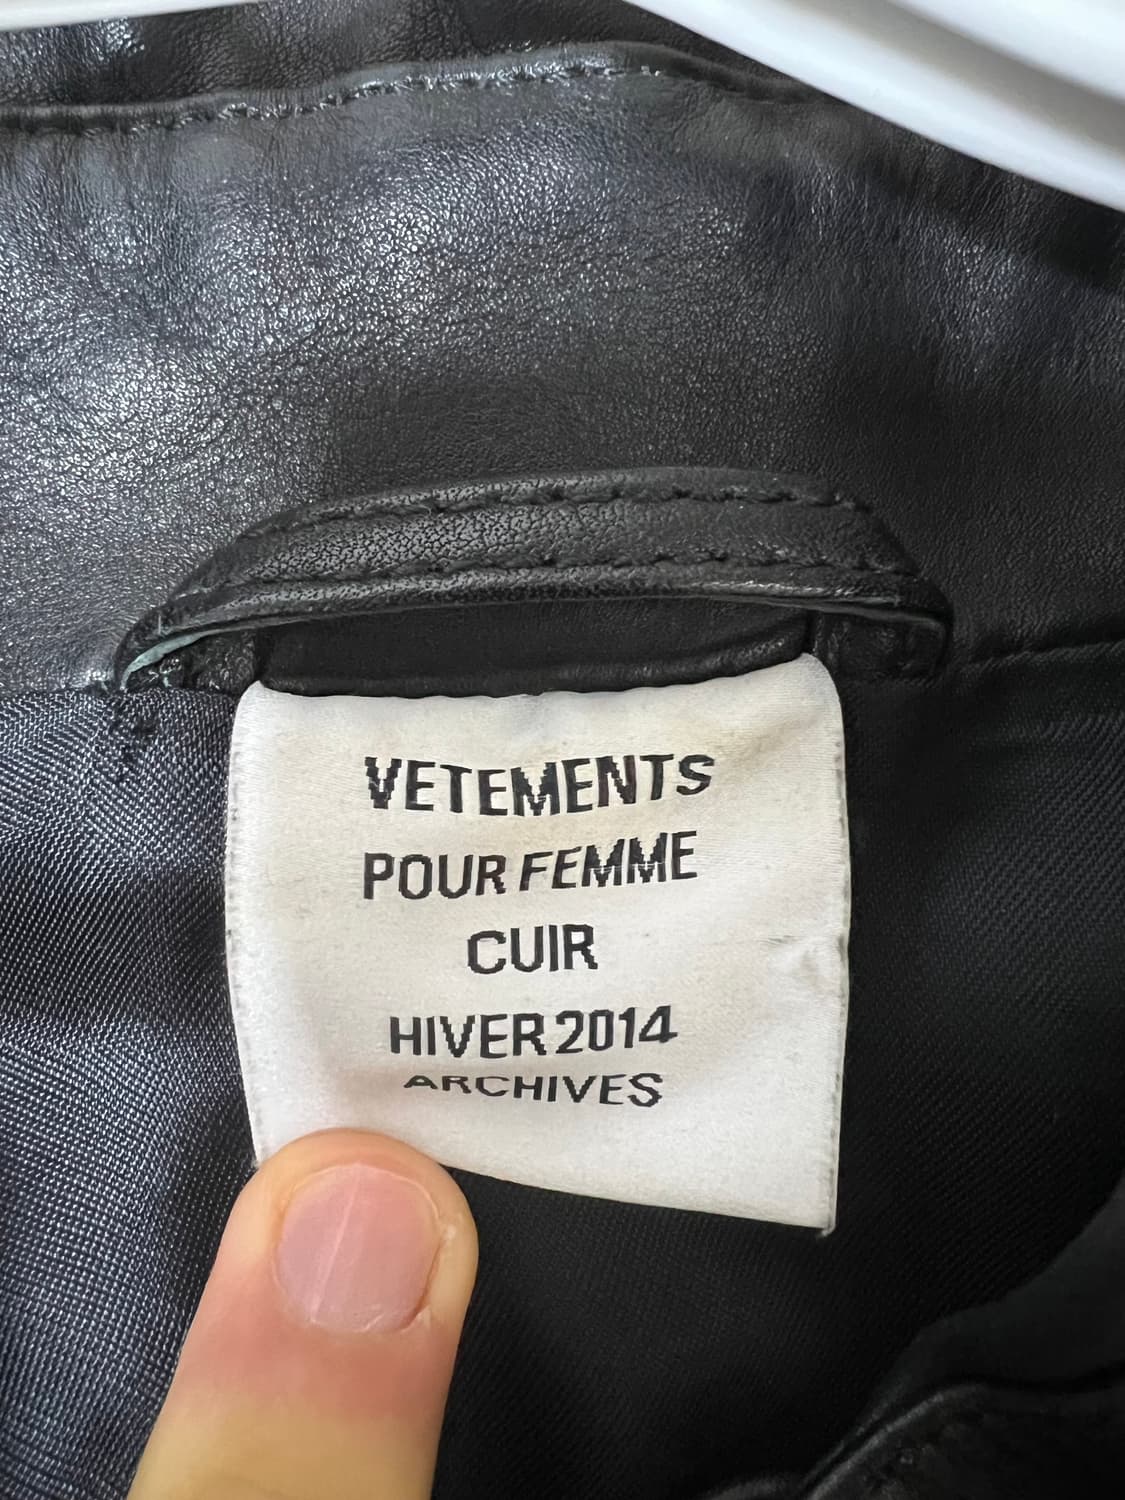 VETEMENTS
POUR FEMME
CUIR
HIVER 2014
ARCHIVES